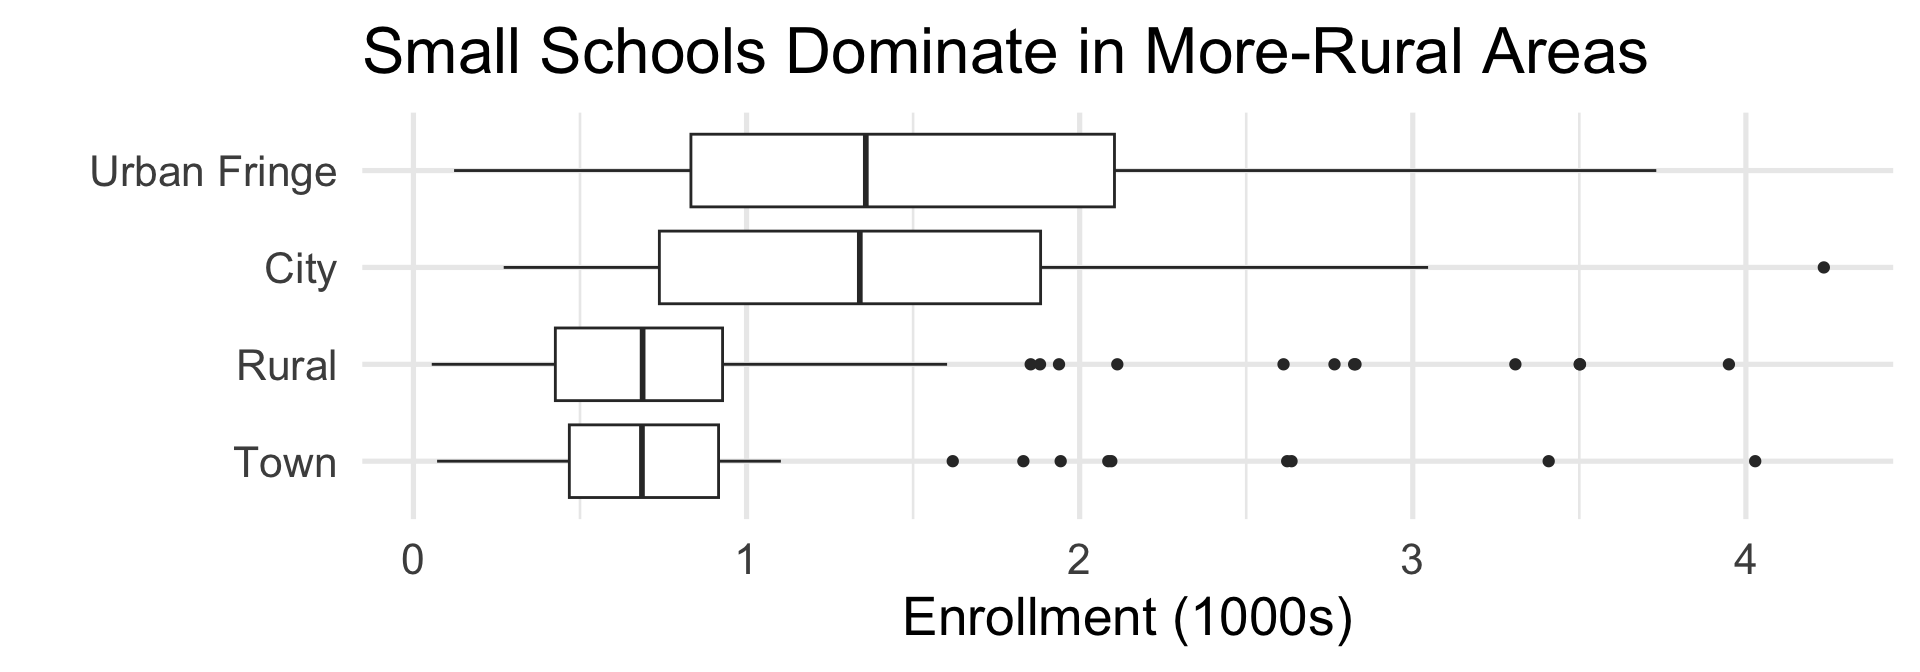 Small Schools Dominate in More-Rural Areas
Urban Fringe
City
Rural
Town
0 1 2 3 4
Enrollment (1000s)